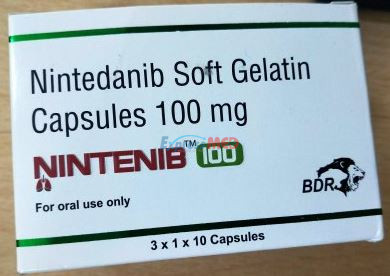 Nintedanib Soft Gelatin
Capsules 100 mg
NINTENIB™ 100
BDR
For oral use only
3 x 1 x 10 Capsules